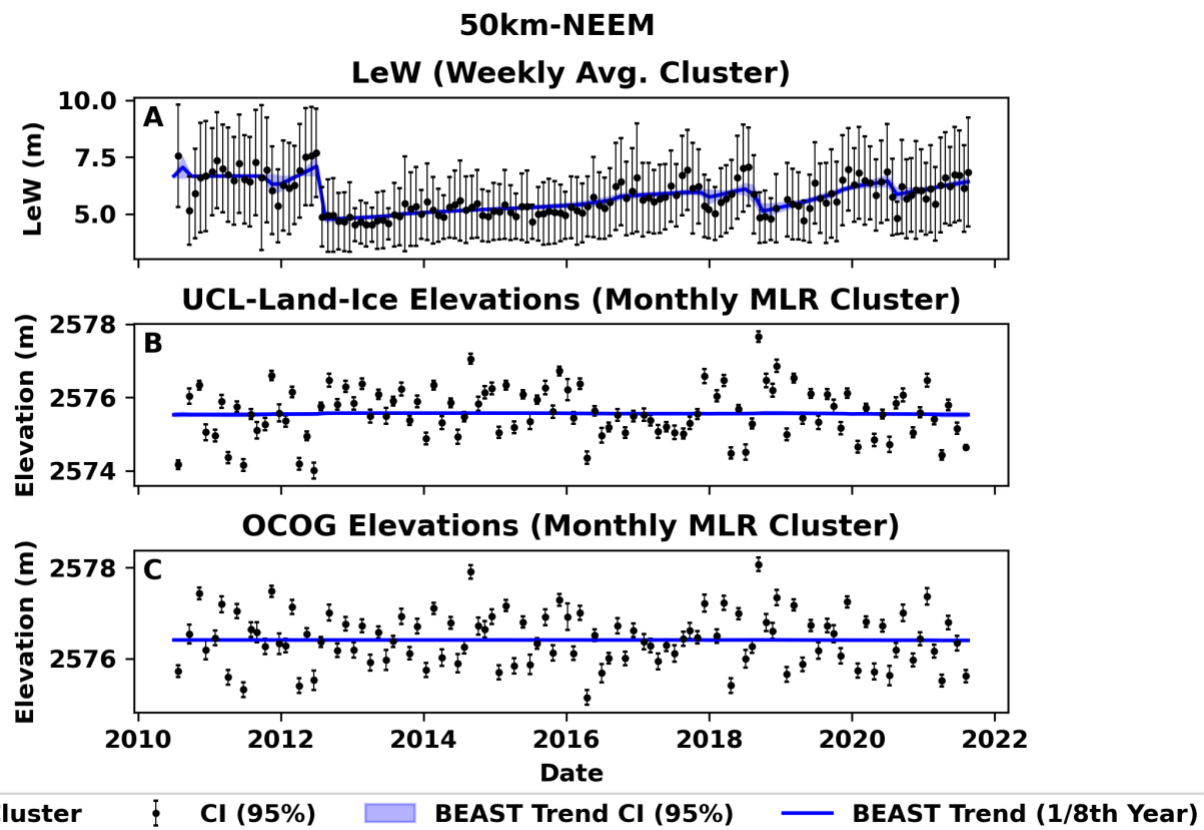 50km-NEEM
LeW (Weekly Avg. Cluster)
A
10.0
7.5
5.0
LeW (m)
UCL-Land-Ice Elevations (Monthly MLR Cluster)
B
2578
2576
2574
Elevation (m)
OCOG Elevations (Monthly MLR Cluster)
C
2578
2576
Elevation (m)
2010 2012 2014 2016 2018 2020 2022
Date
Cluster CI (95%) BEAST Trend CI (95%) BEAST Trend (1/8th Year)